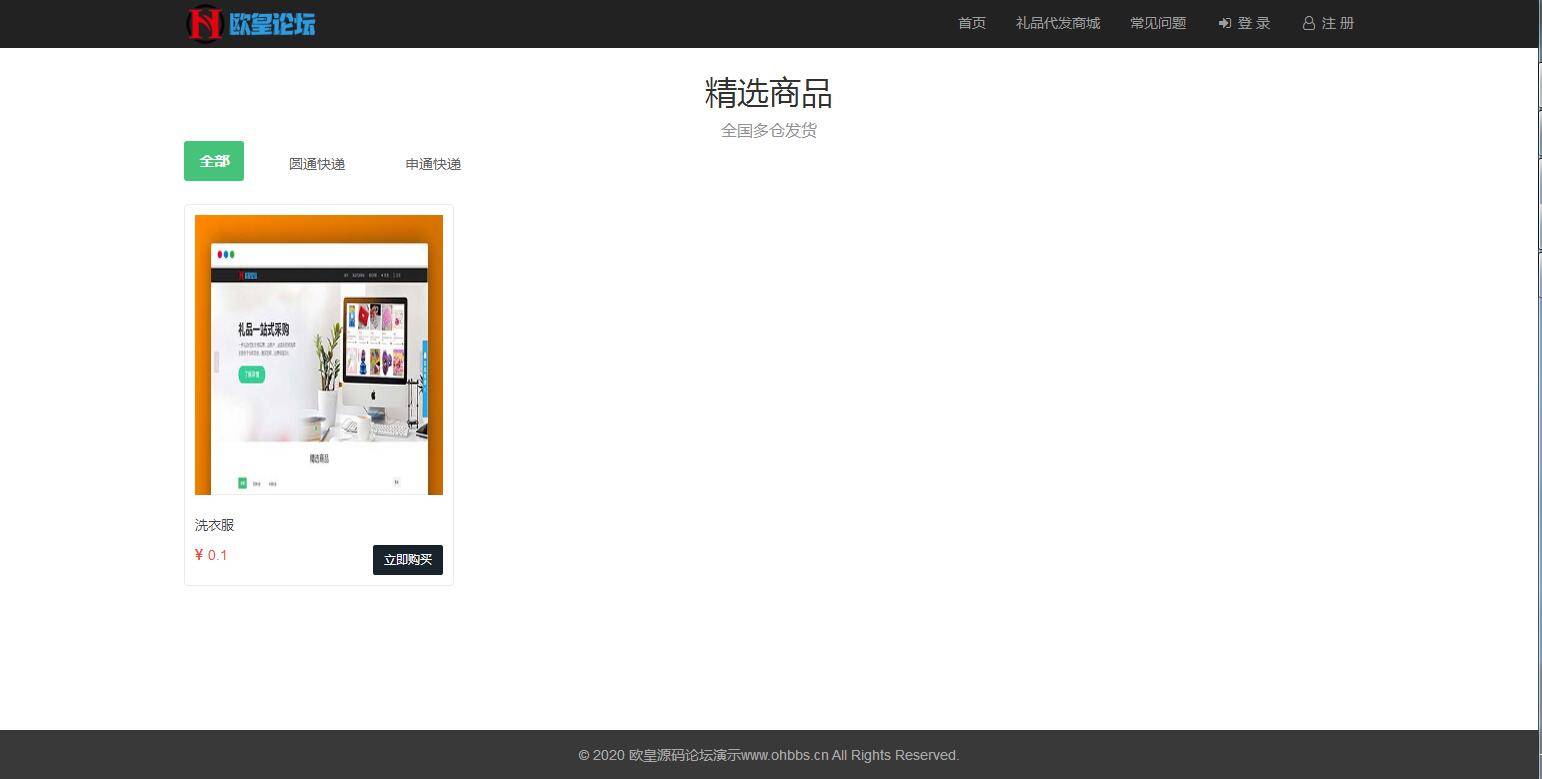 欧皇论坛
首页 礼品代发商城 常见问题 登 录 注 册
精选商品
全国多仓发货
全部 圆通快递 申通快递
礼品一站式采购
了解详情
精选商品
洗衣服
¥ 0.1
立即购买
© 2020 欧皇源码论坛演示www.ohbbs.cn All Rights Reserved.